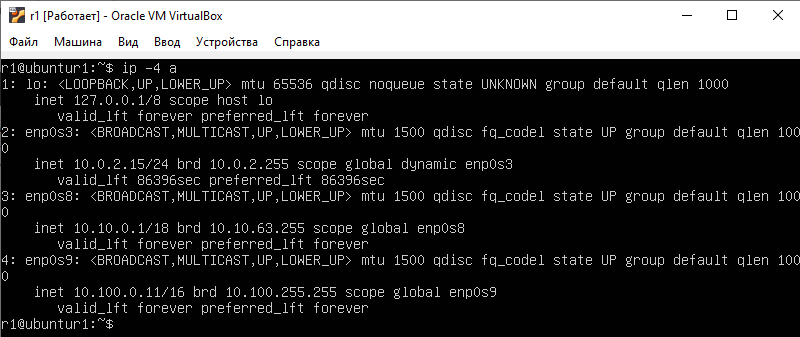 r1 [Работает] - Oracle VM VirtualBox
Файл Машина Вид Ввод Устройства Справка
r1@ubuntur1:~$ ip -4 a
1: lo: <LOOPBACK,UP,LOWER_UP> mtu 65536 qdisc noqueue state UNKNOWN group default qlen 1000
    inet 127.0.0.1/8 scope host lo
       valid_lft forever preferred_lft forever
2: enp0s3: <BROADCAST,MULTICAST,UP,LOWER_UP> mtu 1500 qdisc fq_codel state UP group default qlen 100
0
    inet 10.0.2.15/24 brd 10.0.2.255 scope global dynamic enp0s3
       valid_lft 86396sec preferred_lft 86396sec
3: enp0s8: <BROADCAST,MULTICAST,UP,LOWER_UP> mtu 1500 qdisc fq_codel state UP group default qlen 100
0
    inet 10.10.0.1/18 brd 10.10.63.255 scope global enp0s8
       valid_lft forever preferred_lft forever
4: enp0s9: <BROADCAST,MULTICAST,UP,LOWER_UP> mtu 1500 qdisc fq_codel state UP group default qlen 100
0
    inet 10.100.0.11/16 brd 10.100.255.255 scope global enp0s9
       valid_lft forever preferred_lft forever
r1@ubuntur1:~$